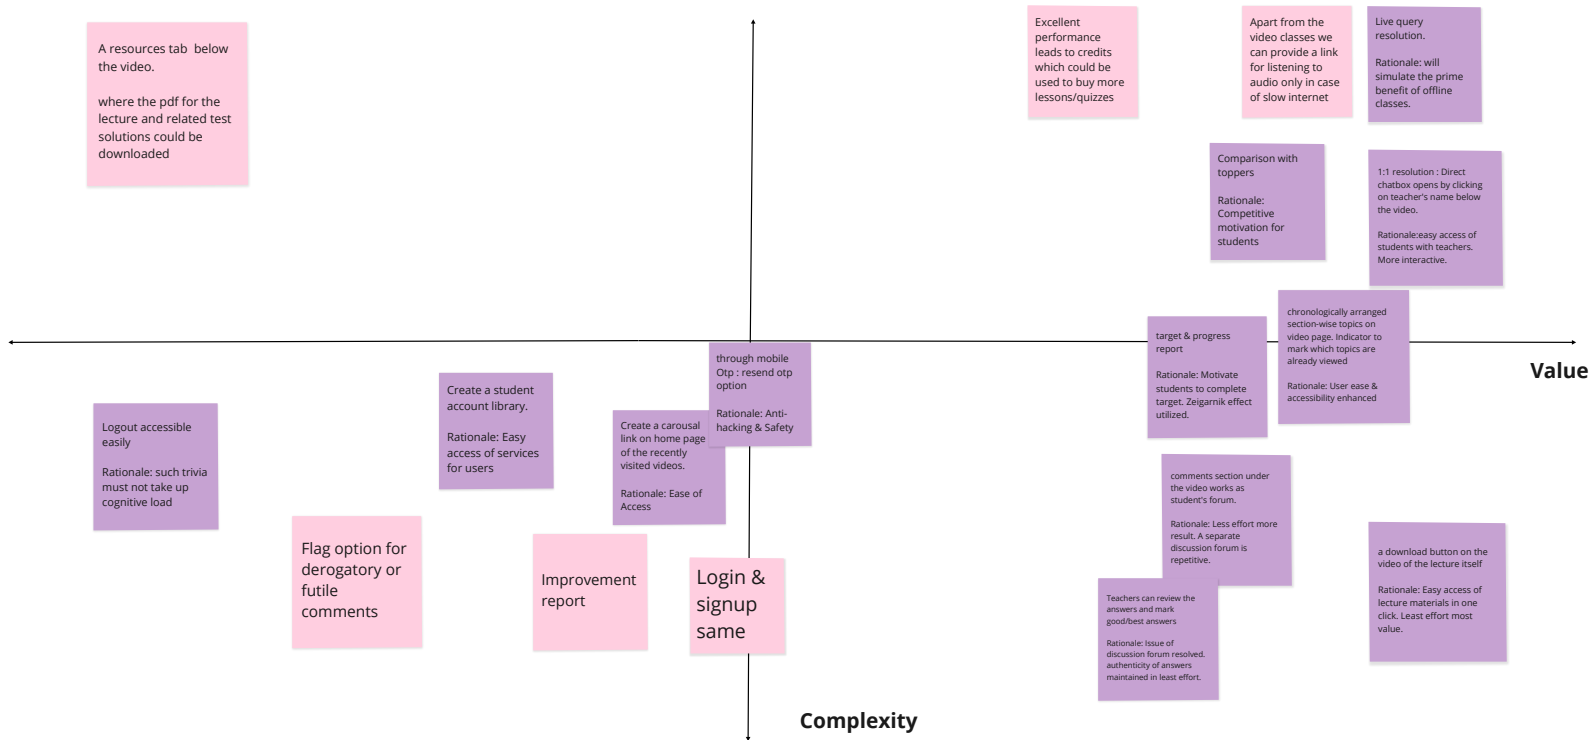 A resources tab  below
the video.
where the pdf for the
lecture and related test
solutions could be
downloaded
Excellent
performance
leads to credits
which could be
used to buy more
lessons/quizzes
Apart from the
video classes we
can provide a link
for listening to
audio only in case
of slow internet
Live query
resolution.
Rationale: will
simulate the prime
benefit of offline
classes.
Comparison with
toppers
Rationale:
Competitive
motivation for
students
1:1 resolution : Direct
chatbox opens by clicking
on teacher's name below
the video.
Rationale:easy access of
students with teachers.
More interactive.
target & progress
report
Rationale: Motivate
students to complete
target. Zeigarnik effect
utilized.
chronologically arranged
section-wise topics on
video page. Indicator to
mark which topics are
already viewed
Rationale: User ease &
accessibility enhanced
Value
Logout accessible
easily
Rationale: such trivia
must not take up
cognitive load
Create a student
account library.
Rationale: Easy
access of services
for users
Create a carousal
link on home page
of the recently
visited videos.
Rationale: Ease of
Access
through mobile
Otp : resend otp
option
Rationale: Anti-
hacking & Safety
Flag option for
derogatory or
futile
comments
Improvement
report
Login &
signup
same
comments section under
the video works as
student's forum.
Rationale: Less effort more
result. A separate
discussion forum is
repetitive.
Teachers can review the
answers and mark
good/best answers
Rationale: Issue of
discussion forum resolved.
authenticity of answers
maintained in least effort.
a download button on the
video of the lecture itself
Rationale: Easy access of
lecture materials in one
click. Least effort most
value.
Complexity